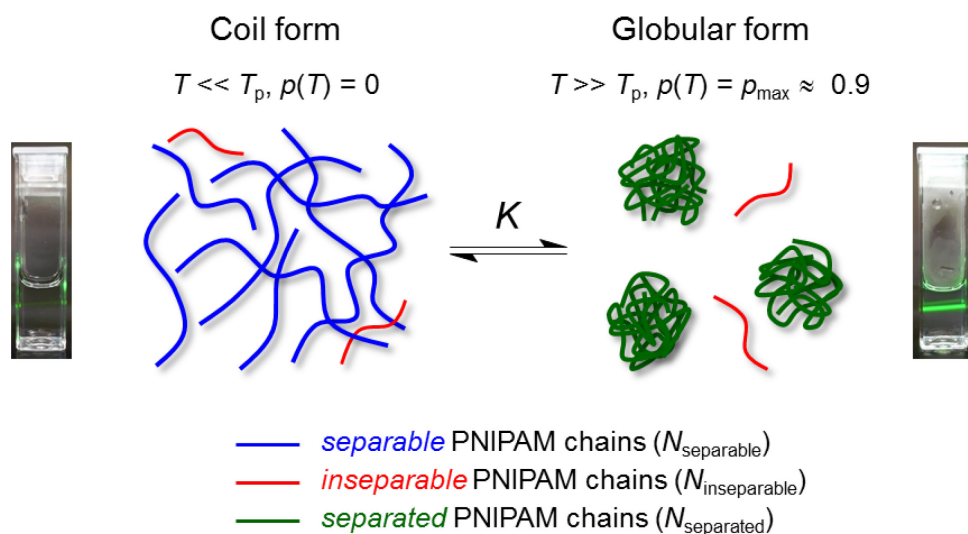 Coil form
T << Tₚ, p(T) = 0
Globular form
T >> Tₚ, p(T) = pₘₐₓ ≈ 0.9
K
separable PNIPAM chains (Nseparable)
inseparable PNIPAM chains (Ninseparable)
separated PNIPAM chains (Nseparated)